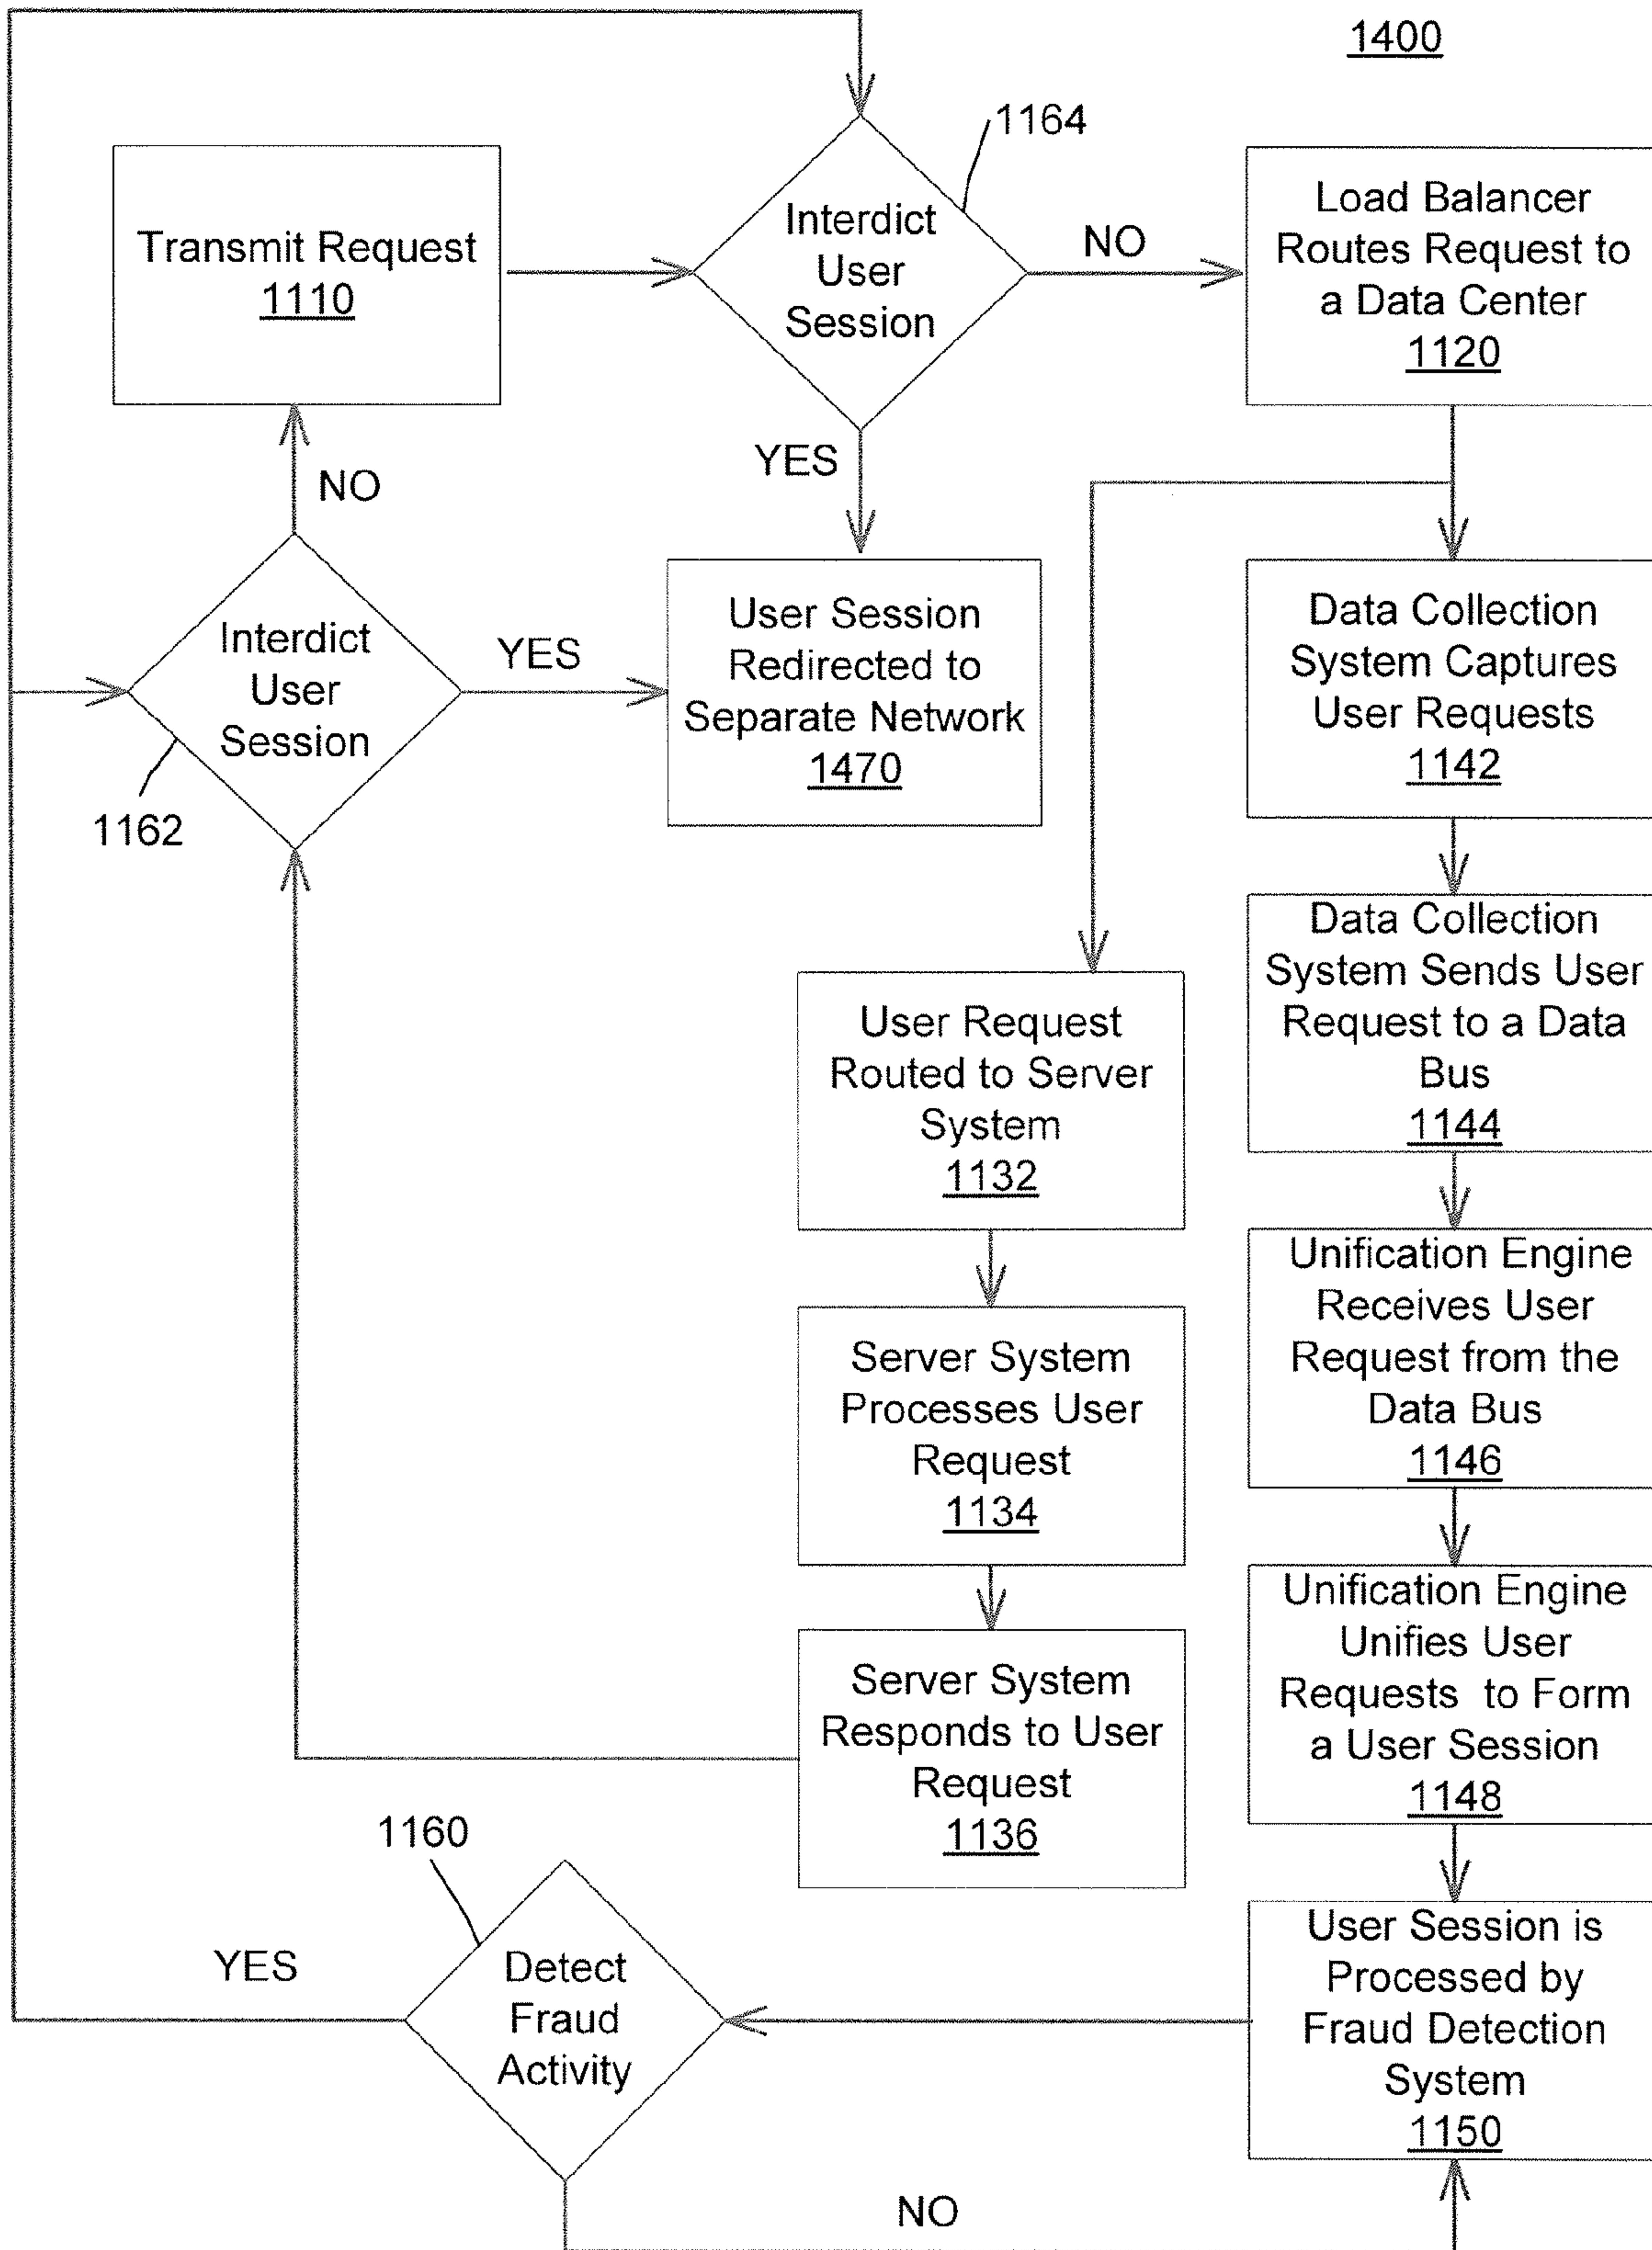 1400
1164
Transmit Request
1110
Interdict
User
Session
NO
Load Balancer
Routes Request to
a Data Center
1120
YES
NO
Interdict
User
Session
1162
YES
User Session
Redirected to
Separate Network
1470
Data Collection
System Captures
User Requests
1142
Data Collection
System Sends User
Request to a Data
Bus
1144
User Request
Routed to Server
System
1132
Unification Engine
Receives User
Request from the
Data Bus
1146
Server System
Processes User
Request
1134
Unification Engine
Unifies User
Requests to Form
a User Session
1148
Server System
Responds to User
Request
1136
1160
YES
Detect
Fraud
Activity
User Session is
Processed by
Fraud Detection
System
1150
NO